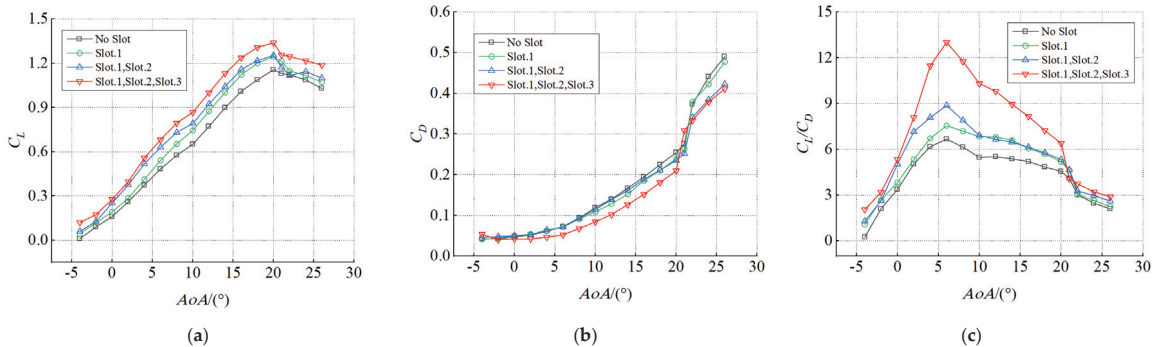 1.5
1.2
0.9
0.6
0.3
0.0
C_L
No Slot
Slot.1
Slot.1,Slot.2
Slot.1,Slot.2,Slot.3
-5 0 5 10 15 20 25 30
AoA/(°)
(a)
0.6
0.5
0.4
0.3
0.2
0.1
0.0
C_D
No Slot
Slot.1
Slot.1,Slot.2
Slot.1,Slot.2,Slot.3
-5 0 5 10 15 20 25 30
AoA/(°)
(b)
15
12
9
6
3
0
C_L/C_D
No Slot
Slot.1
Slot.1,Slot.2
Slot.1,Slot.2,Slot.3
-5 0 5 10 15 20 25 30
AoA/(°)
(c)